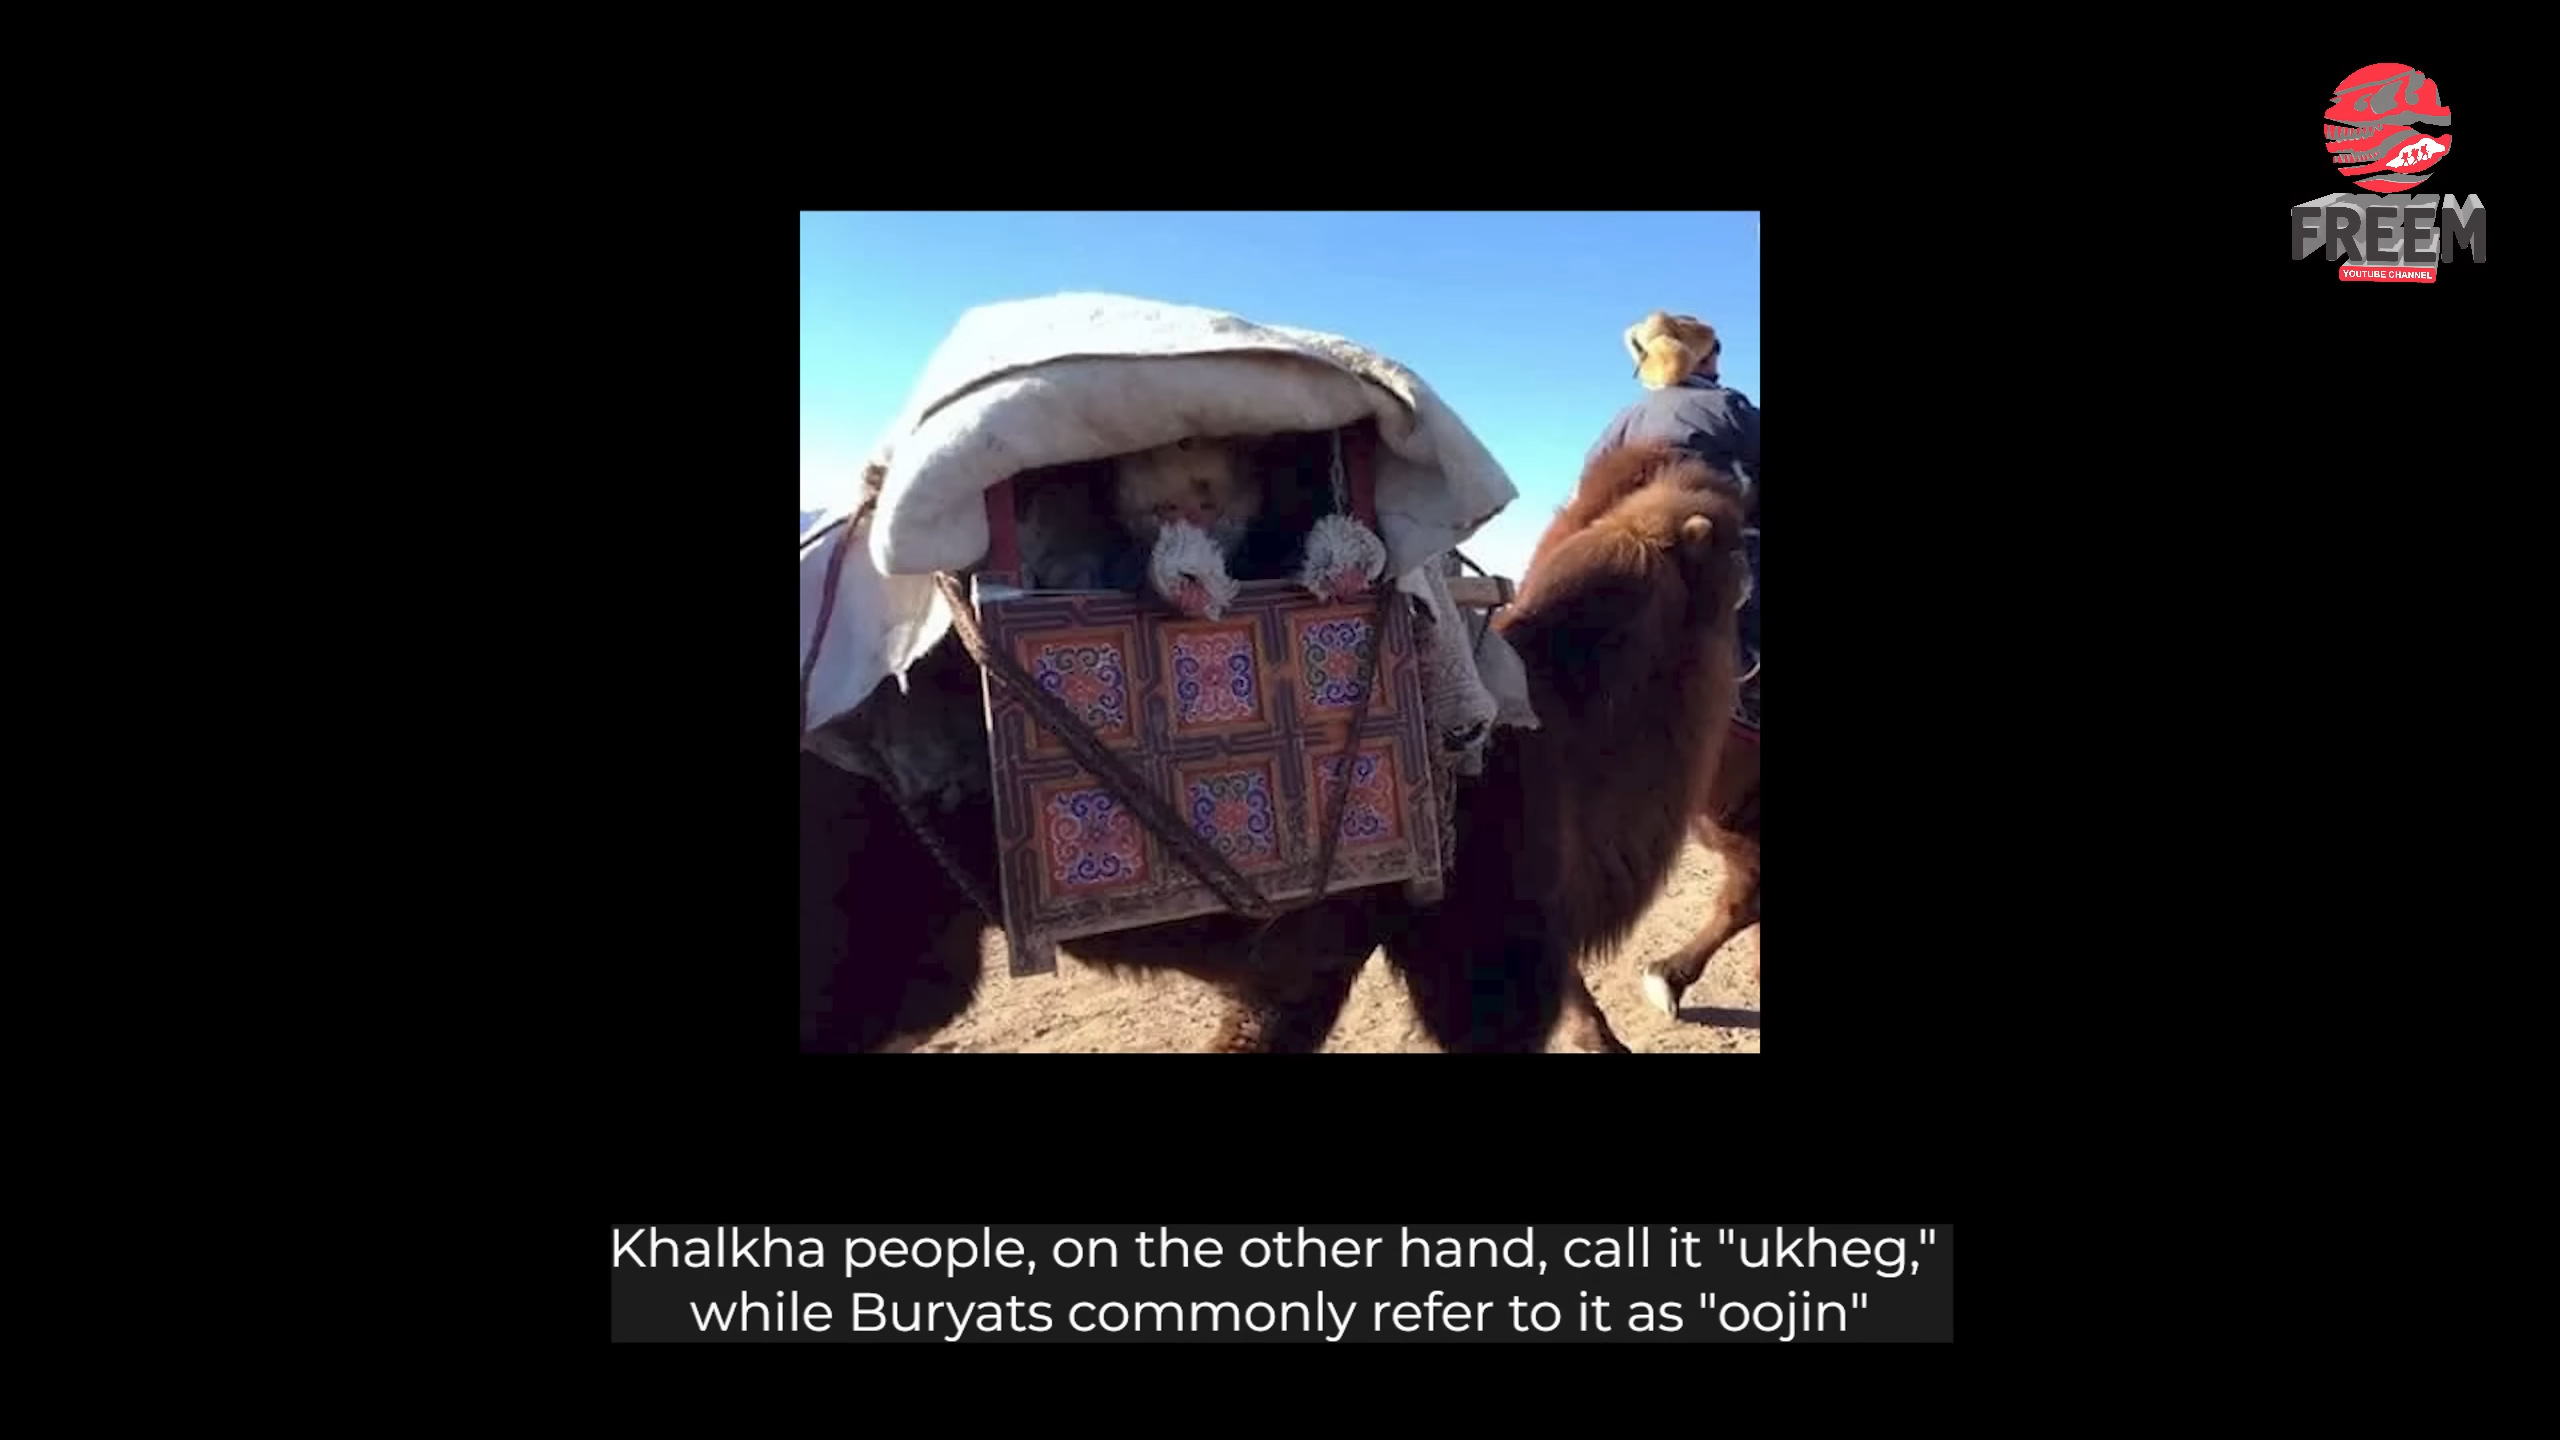 FREEM
YOUTUBE CHANNEL
Khalkha people, on the other hand, call it "ukheg,"
while Buryats commonly refer to it as "oojin"